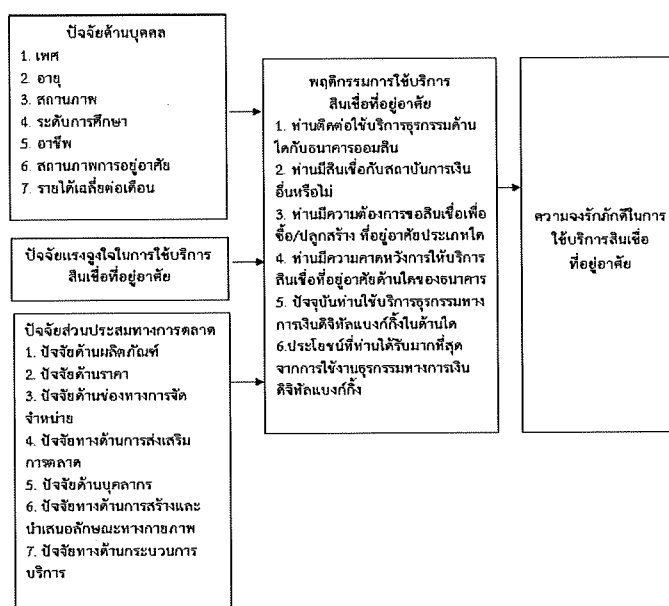 ปัจจัยด้านบุคคล
1. เพศ
2. อายุ
3. สถานภาพ
4. ระดับการศึกษา
5. อาชีพ
6. สถานภาพการอยู่อาศัย
7. รายได้เฉลี่ยต่อเดือน
ปัจจัยแรงจูงใจในการใช้บริการ
สินเชื่อที่อยู่อาศัย
ปัจจัยส่วนประสมทางการตลาด
1. ปัจจัยด้านผลิตภัณฑ์
2. ปัจจัยด้านราคา
3. ปัจจัยด้านช่องทางการจัด
จำหน่าย
4. ปัจจัยทางด้านการส่งเสริม
การตลาด
5. ปัจจัยด้านบุคลากร
6. ปัจจัยทางด้านการสร้างและ
นำเสนอลักษณะทางกายภาพ
7. ปัจจัยทางด้านกระบวนการ
บริการ
พฤติกรรมการใช้บริการ
สินเชื่อที่อยู่อาศัย
1. ท่านติดต่อใช้บริการธุรกรรมด้าน
ใดกับธนาคารออมสิน
2. ท่านมีสินเชื่อกับสถาบันการเงิน
อื่นหรือไม่
3. ท่านมีความต้องการขอสินเชื่อเพื่อ
ซื้อ/ปลูกสร้าง ที่อยู่อาศัยประเภทใด
4. ท่านมีความคาดหวังการให้บริการ
สินเชื่อที่อยู่อาศัยด้านใดของธนาคาร
5. ปัจจุบันท่านใช้บริการธุรกรรมทาง
การเงินดิจิทัลแบงก์กิ้งในด้านใด
6.ประโยชน์ที่ท่านได้รับมากที่สุด
จากการใช้งานธุรกรรมทางการเงิน
ดิจิทัลแบงก์กิ้ง
ความจงรักภักดีในการ
ใช้บริการสินเชื่อ
ที่อยู่อาศัย